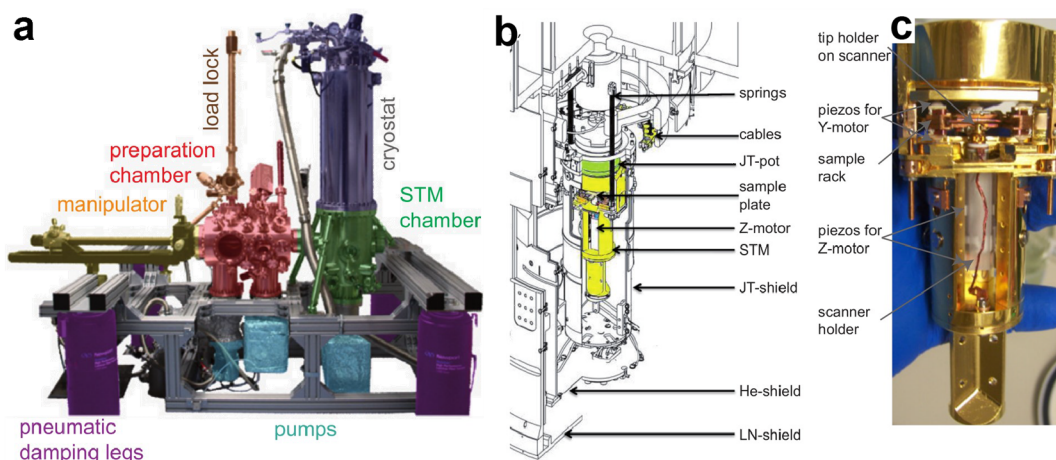 a
load lock
cryostat
preparation
chamber
manipulator
STM
chamber
pneumatic
damping legs
pumps
b
springs
cables
JT-pot
sample
plate
Z-motor
STM
JT-shield
He-shield
LN-shield
c
tip holder
on scanner
piezos for
Y-motor
sample
rack
piezos for
Z-motor
scanner
holder